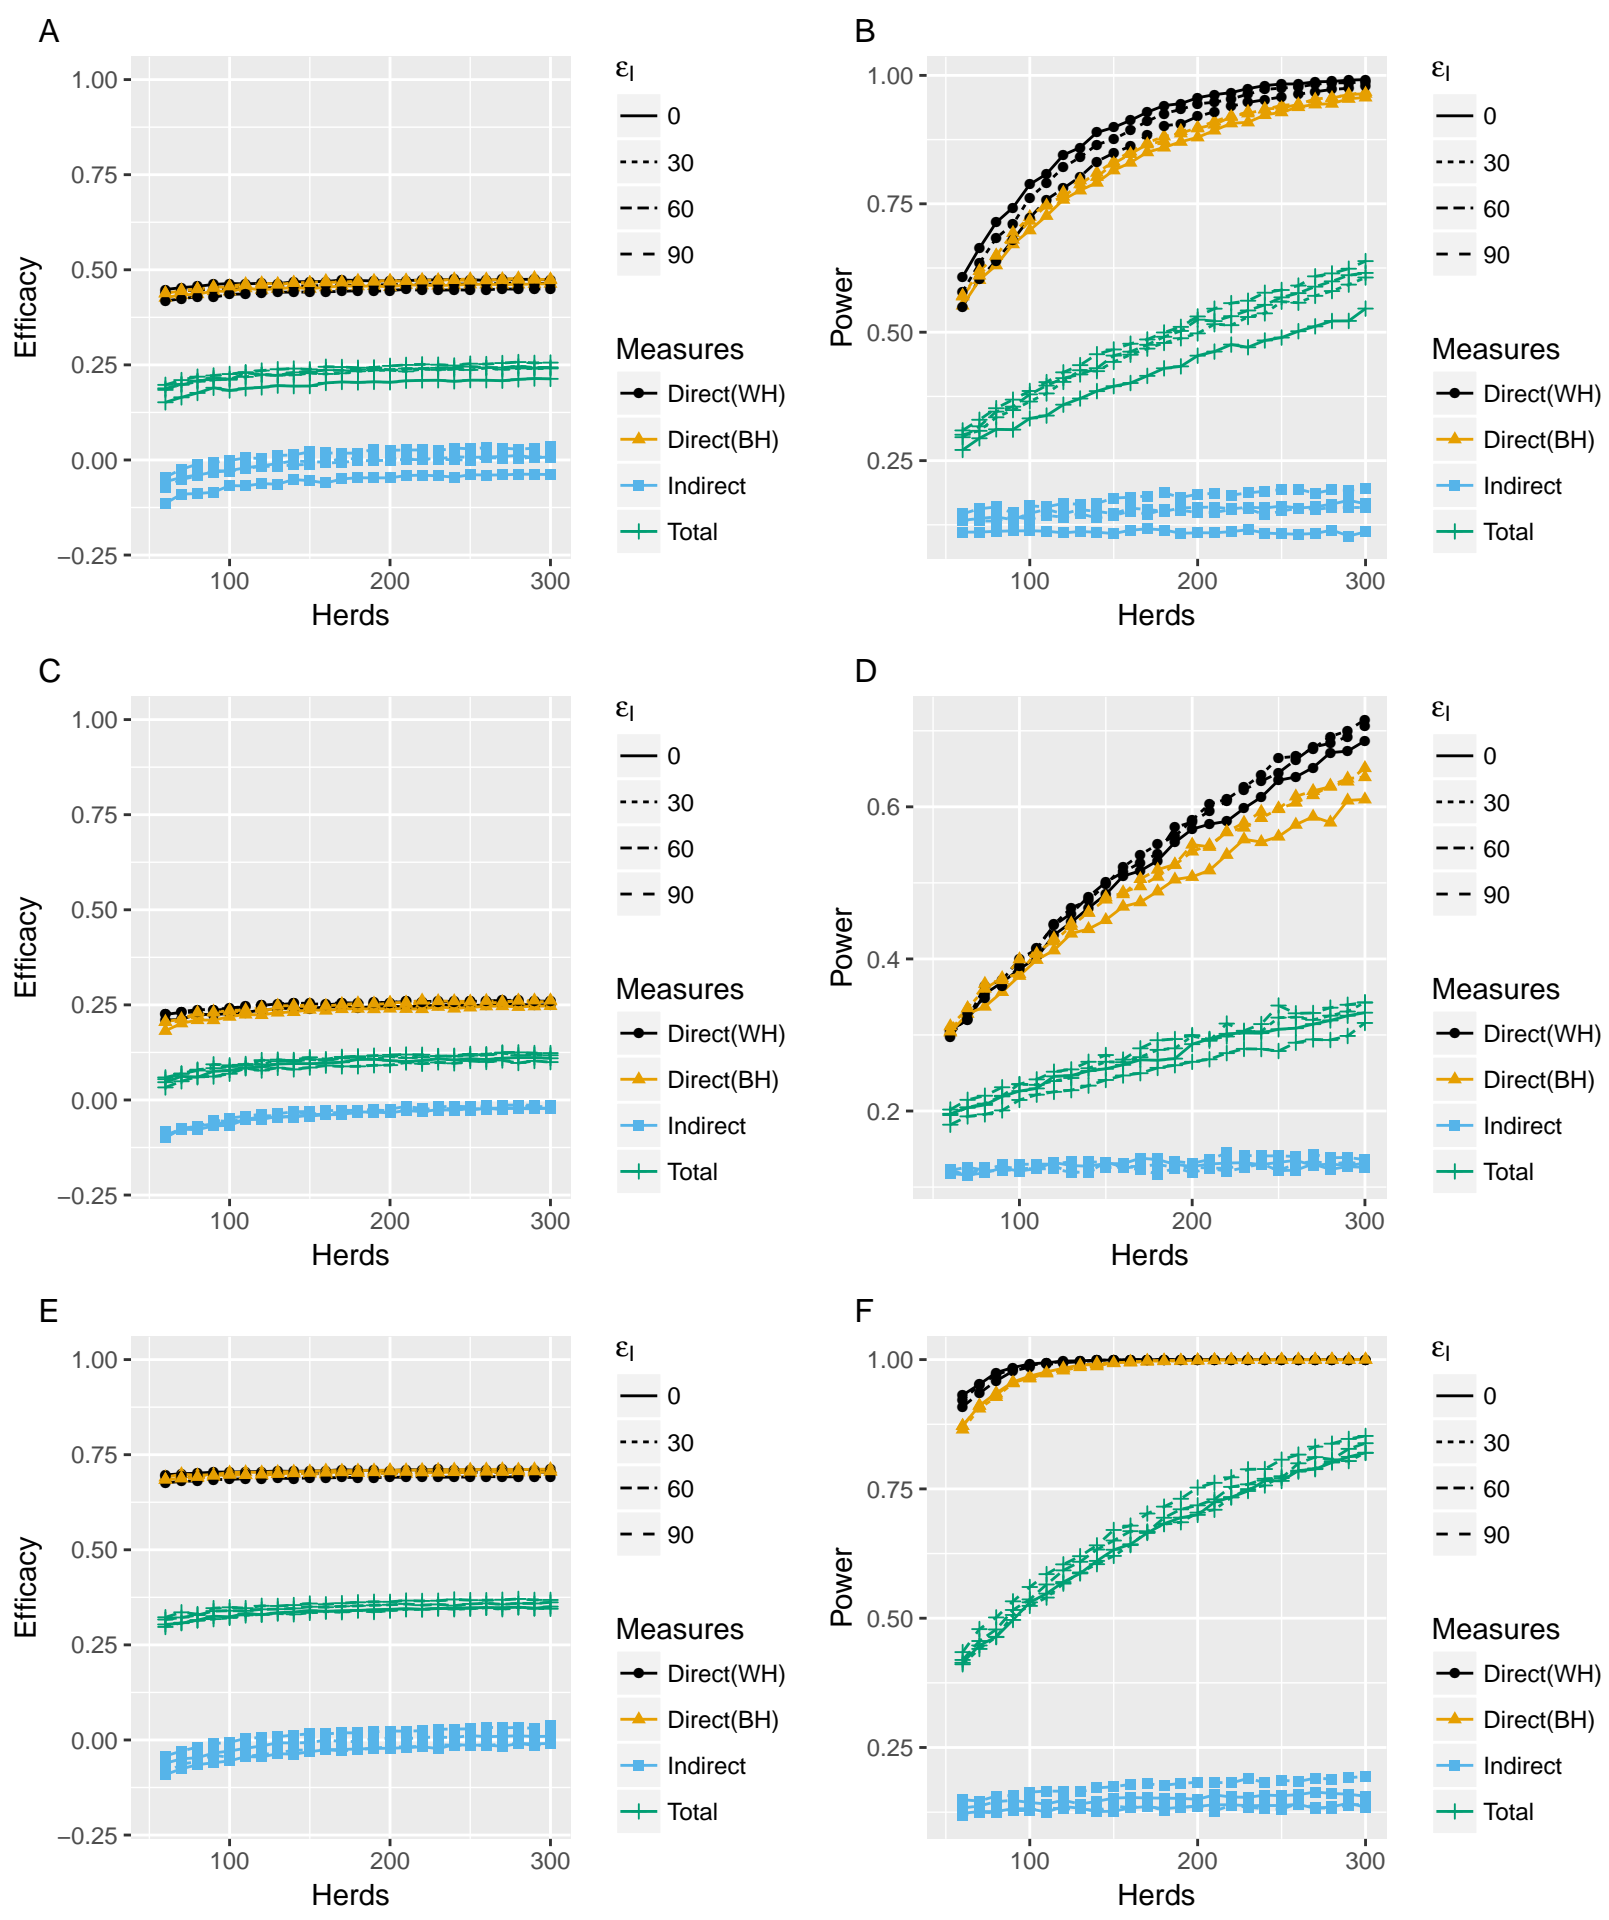 A
Efficacy
1.00
0.75
0.50
0.25
0.00
−0.25
100
200
300
Herds
εI
0
30
60
90
Measures
Direct(WH)
Direct(BH)
Indirect
Total
B
Power
1.00
0.75
0.50
0.25
100
200
300
Herds
εI
0
30
60
90
Measures
Direct(WH)
Direct(BH)
Indirect
Total
C
Efficacy
1.00
0.75
0.50
0.25
0.00
−0.25
100
200
300
Herds
εI
0
30
60
90
Measures
Direct(WH)
Direct(BH)
Indirect
Total
D
Power
0.6
0.4
0.2
100
200
300
Herds
εI
0
30
60
90
Measures
Direct(WH)
Direct(BH)
Indirect
Total
E
Efficacy
1.00
0.75
0.50
0.25
0.00
−0.25
100
200
300
Herds
εI
0
30
60
90
Measures
Direct(WH)
Direct(BH)
Indirect
Total
F
Power
1.00
0.75
0.50
0.25
100
200
300
Herds
εI
0
30
60
90
Measures
Direct(WH)
Direct(BH)
Indirect
Total